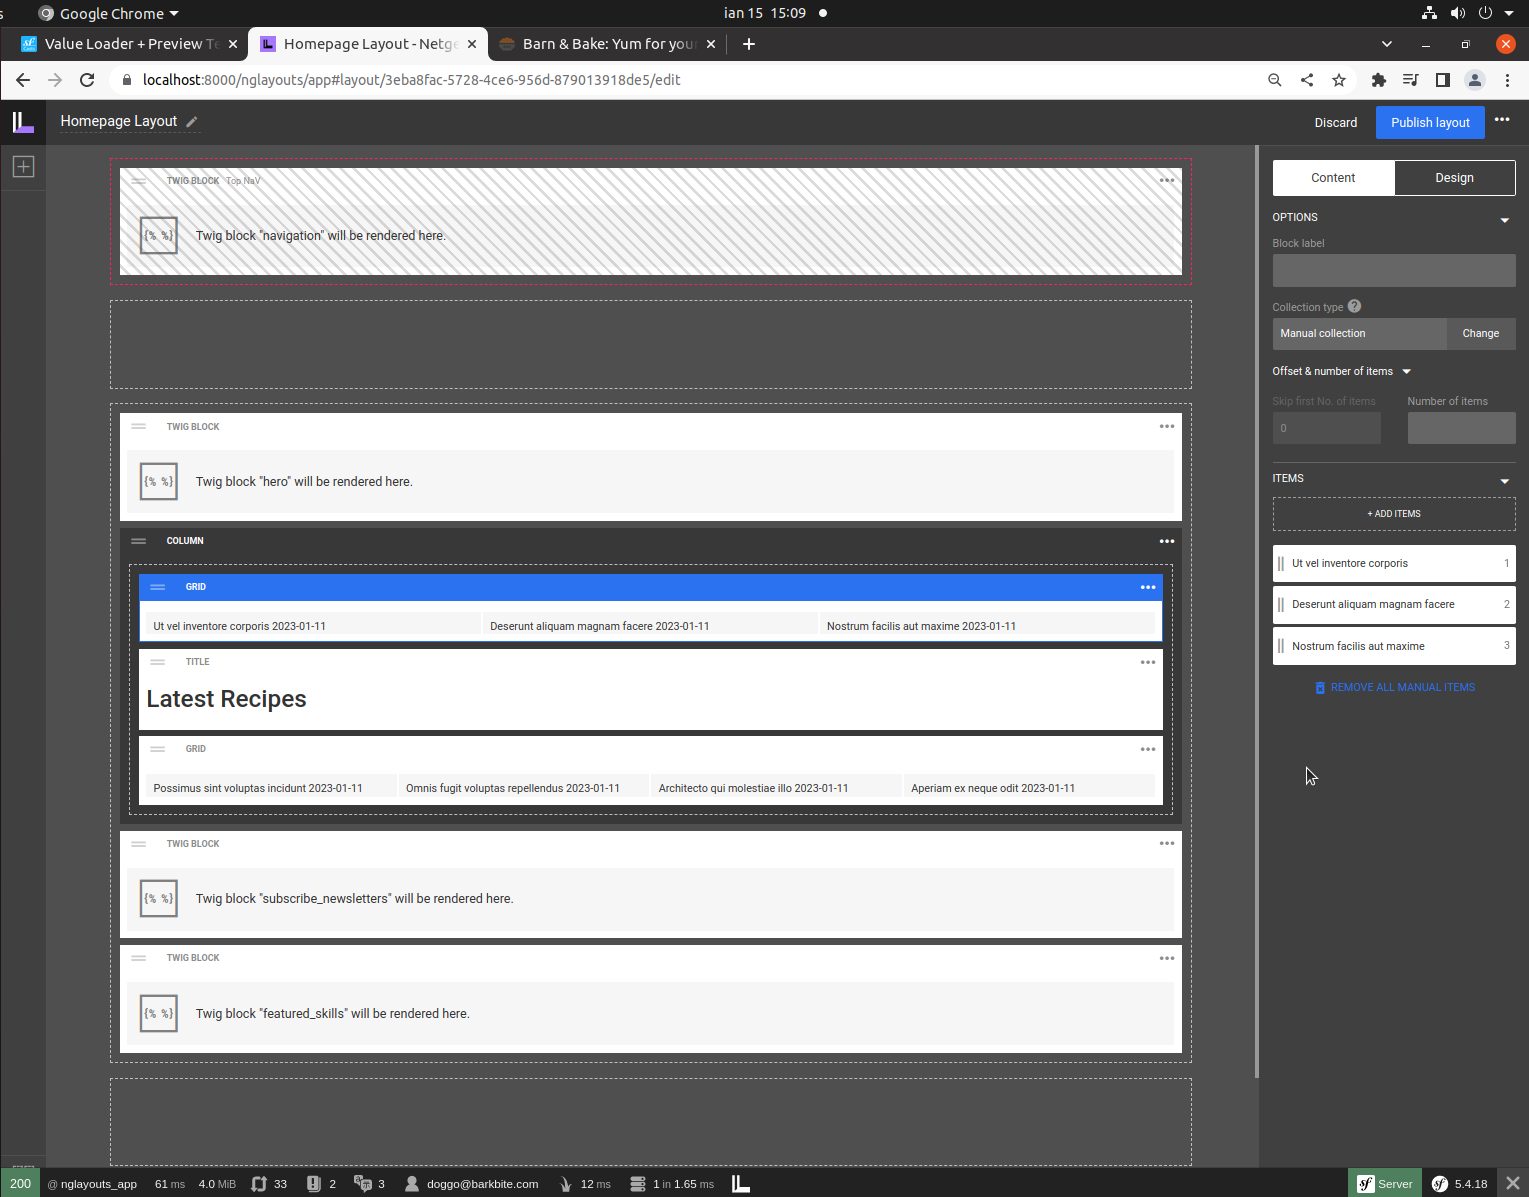 Google Chrome
ian 15 15:09
Value Loader + Preview Te
Homepage Layout - Netge
Barn & Bake: Yum for your
localhost:8000/nglayouts/app#layout/3eba8fac-5728-4ce6-956d-879013918de5/edit
Homepage Layout
Discard
Publish layout
TWIG BLOCK Top NaV
{% %}
Twig block "navigation" will be rendered here.
TWIG BLOCK
{% %}
Twig block "hero" will be rendered here.
COLUMN
GRID
Ut vel inventore corporis 2023-01-11
Deserunt aliquam magnam facere 2023-01-11
Nostrum facilis aut maxime 2023-01-11
TITLE
Latest Recipes
GRID
Possimus sint voluptas incidunt 2023-01-11
Omnis fugit voluptas repellendus 2023-01-11
Architecto qui molestiae illo 2023-01-11
Aperiam ex neque odit 2023-01-11
TWIG BLOCK
{% %}
Twig block "subscribe_newsletters" will be rendered here.
TWIG BLOCK
{% %}
Twig block "featured_skills" will be rendered here.
Content
Design
OPTIONS
Block label
Collection type ?
Manual collection
Change
Offset & number of items
Skip first No. of items
Number of items
0
ITEMS
+ ADD ITEMS
Ut vel inventore corporis 1
Deserunt aliquam magnam facere 2
Nostrum facilis aut maxime 3
REMOVE ALL MANUAL ITEMS
200
@ nglayouts_app
61 ms
4.0 MiB
33
2
3
doggo@barkbite.com
12 ms
1 in 1.65 ms
sf Server
sf 5.4.18